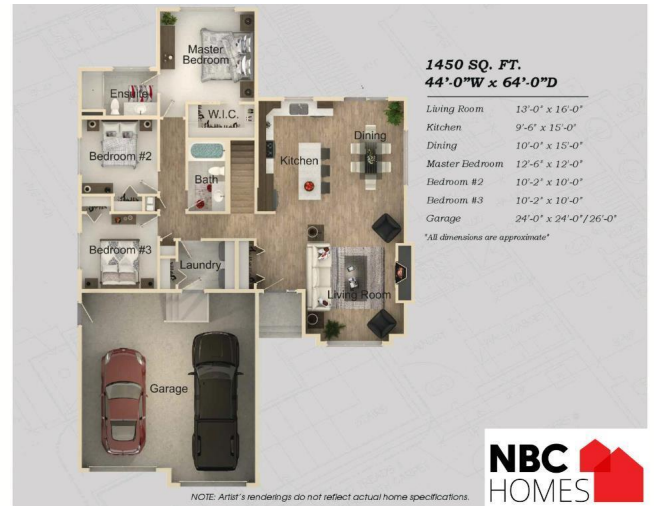 Master
Bedroom
Ensuite
W.I.C.
Dining
Kitchen
Bedroom #2
Bath
Bedroom #3
Laundry
Living Room
Garage
1450 SQ. FT.
44'-0"W x 64'-0"D
Living Room 13'-0" x 16'-0"
Kitchen 9'-6" x 15'-0"
Dining 10'-0" x 15'-0"
Master Bedroom 12'-6" x 12'-0"
Bedroom #2 10'-2" x 10'-0"
Bedroom #3 10'-2" x 10'-0"
Garage 24'-0" x 24'-0"/26'-0"
"All dimensions are approximate"
NOTE: Artist's renderings do not reflect actual home specifications.
NBC
HOMES